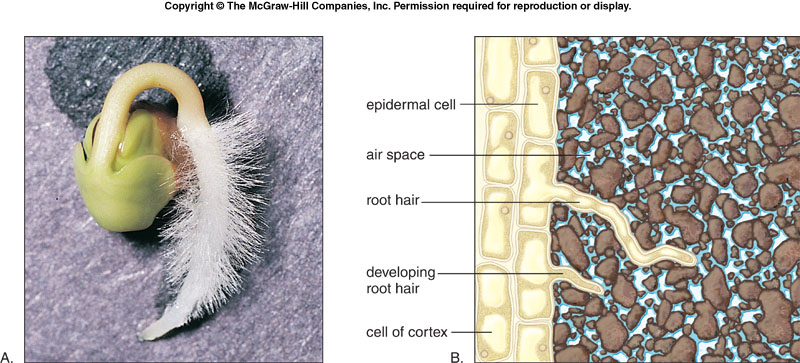 Copyright © The McGraw-Hill Companies, Inc. Permission required for reproduction or display.
epidermal cell
air space
root hair
developing
root hair
cell of cortex
A.
B.